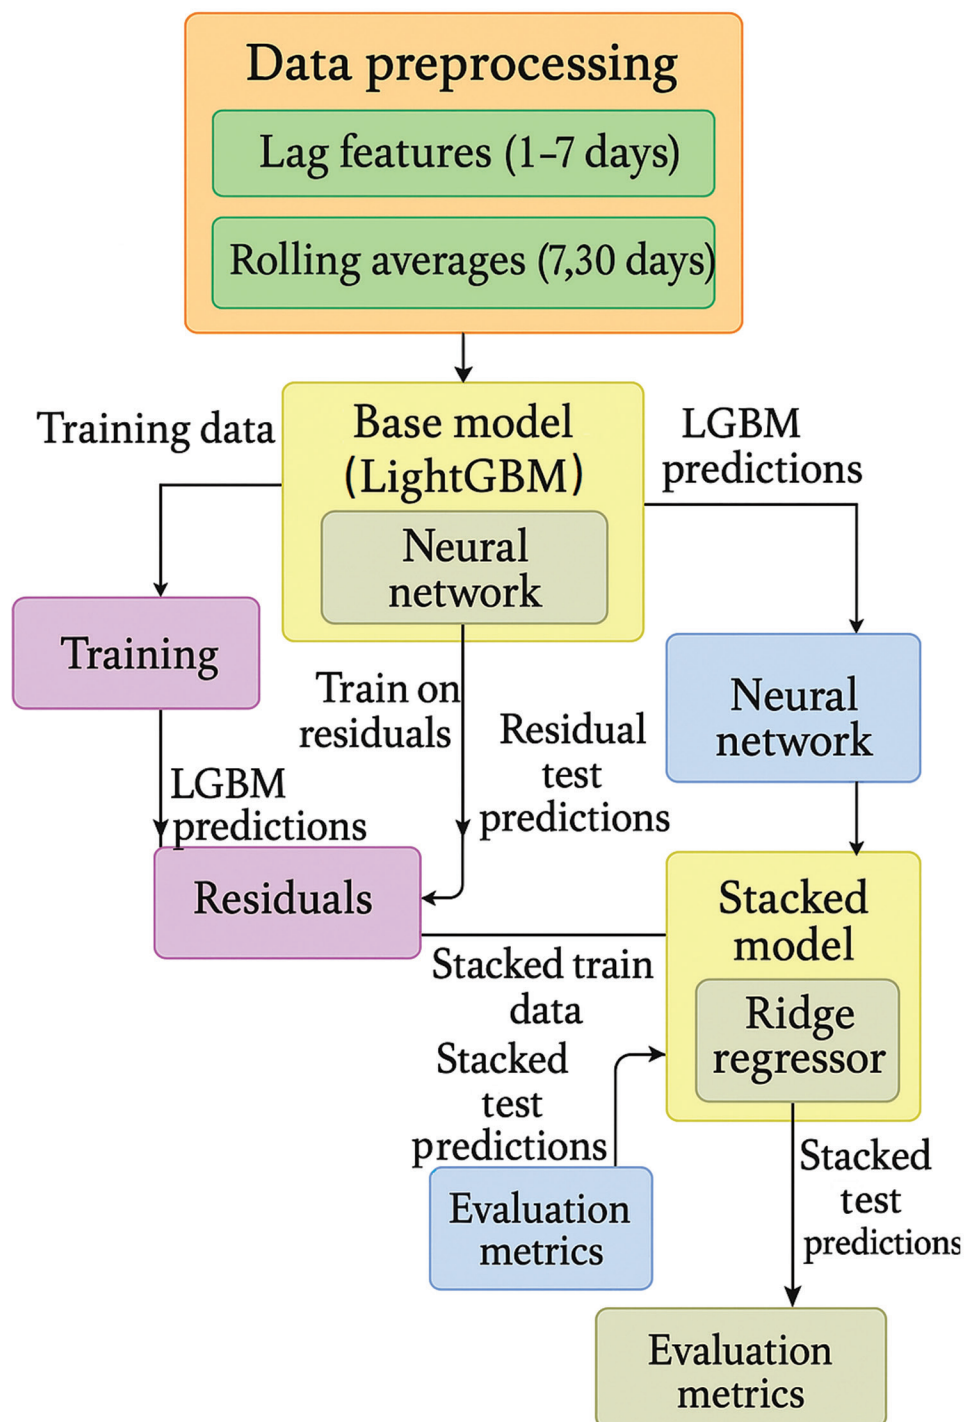 Data preprocessing
Lag features (1–7 days)
Rolling averages (7,30 days)
Training data
Base model
(LightGBM)
Neural
network
LGBM
predictions
Training
Train on
residuals
Residual
test
predictions
Neural
network
LGBM
predictions
Residuals
Stacked
model
Ridge
regressor
Stacked train
data
Stacked
test
predictions
Evaluation
metrics
Stacked
test
predictions
Evaluation
metrics